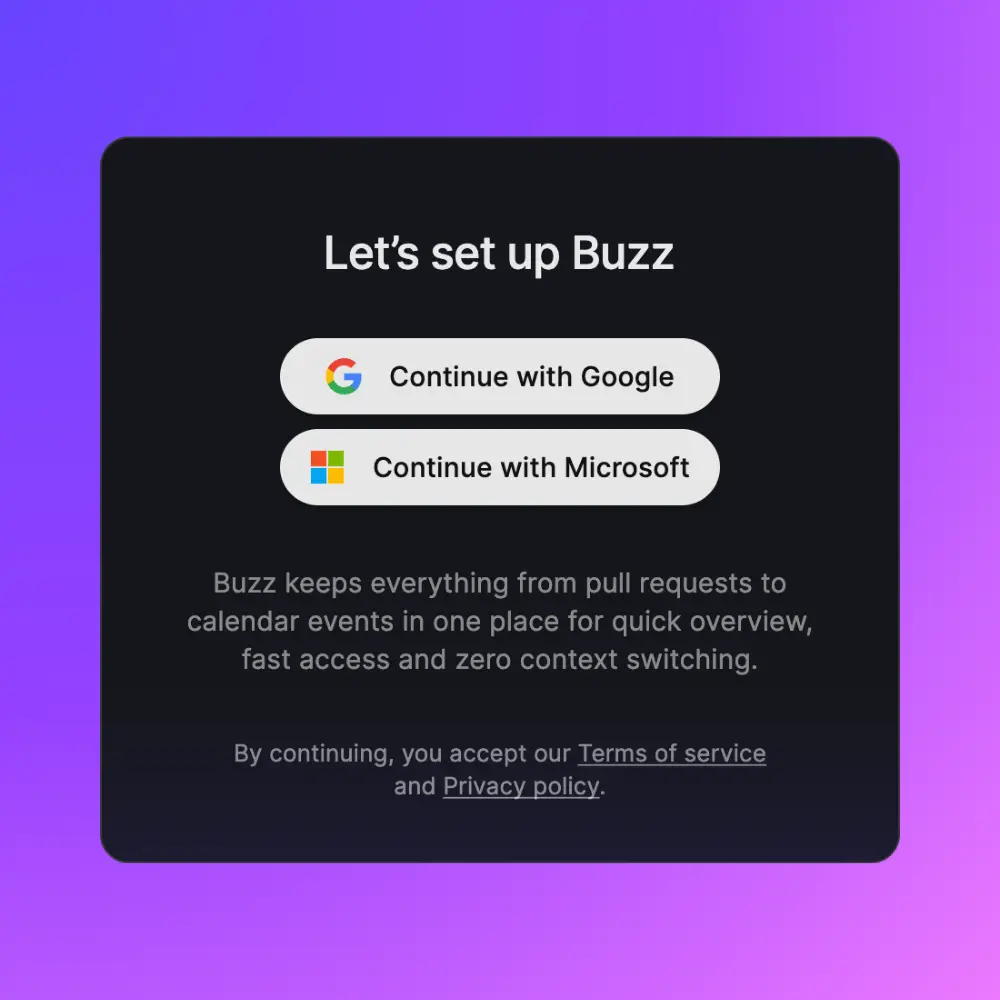 Let’s set up Buzz
Continue with Google
Continue with Microsoft
Buzz keeps everything from pull requests to
calendar events in one place for quick overview,
fast access and zero context switching.
By continuing, you accept our Terms of service
and Privacy policy.